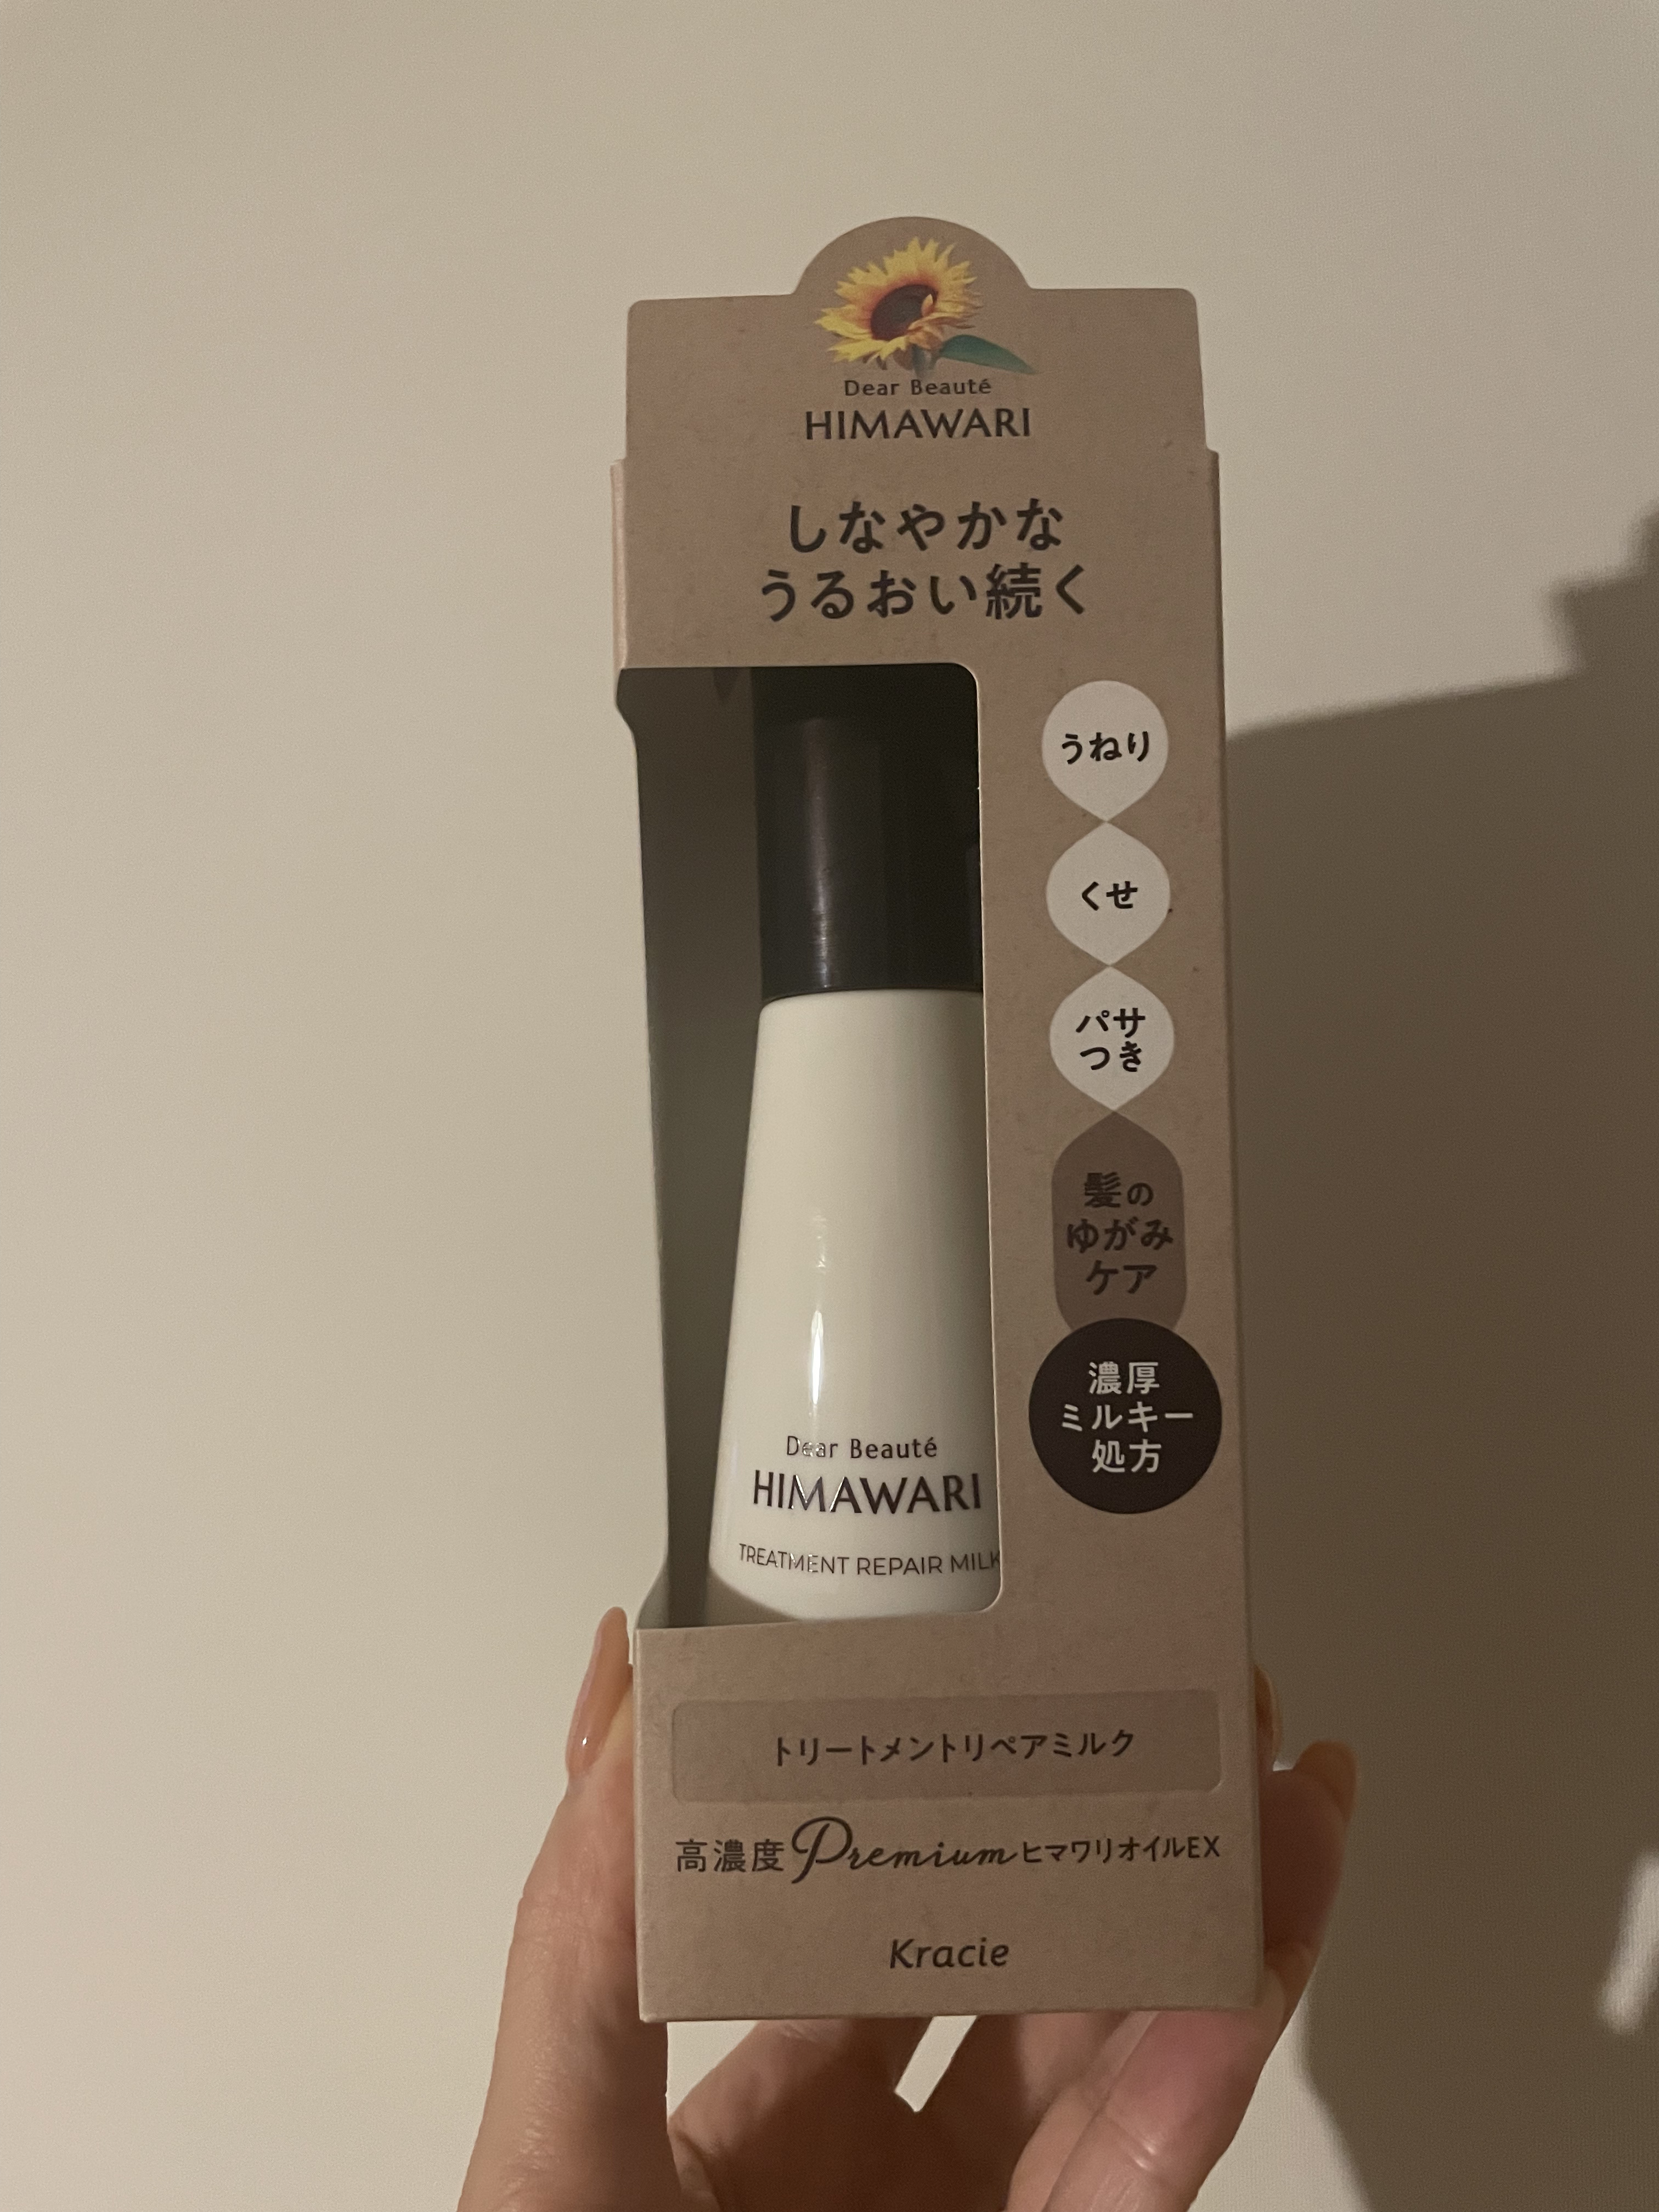 Dear Beauté
HIMAWARI
しなやかな
うるおい続く
うねり
くせ
パサ
つき
髪の
ゆがみ
ケア
濃厚
ミルキー
処方
Dear Beauté
HIMAWARI
TREATMENT REPAIR MILK
トリートメントリペアミルク
高濃度PremiumヒマワリオイルEX
Kracie